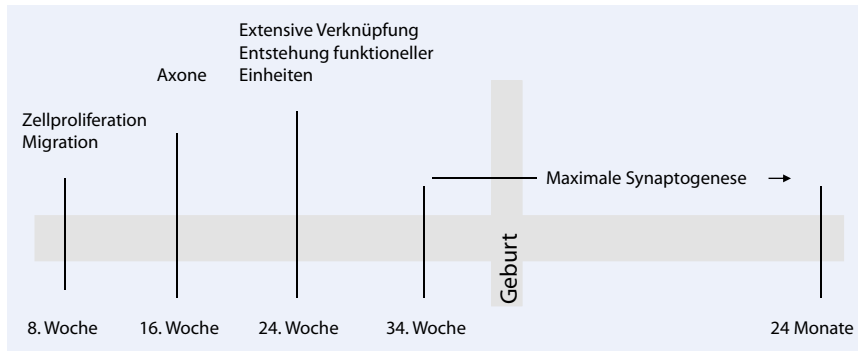 Extensive Verknüpfung
Entstehung funktioneller
Einheiten
Axone
Zellproliferation
Migration
Maximale Synaptogenese
Geburt
8. Woche
16. Woche
24. Woche
34. Woche
24 Monate